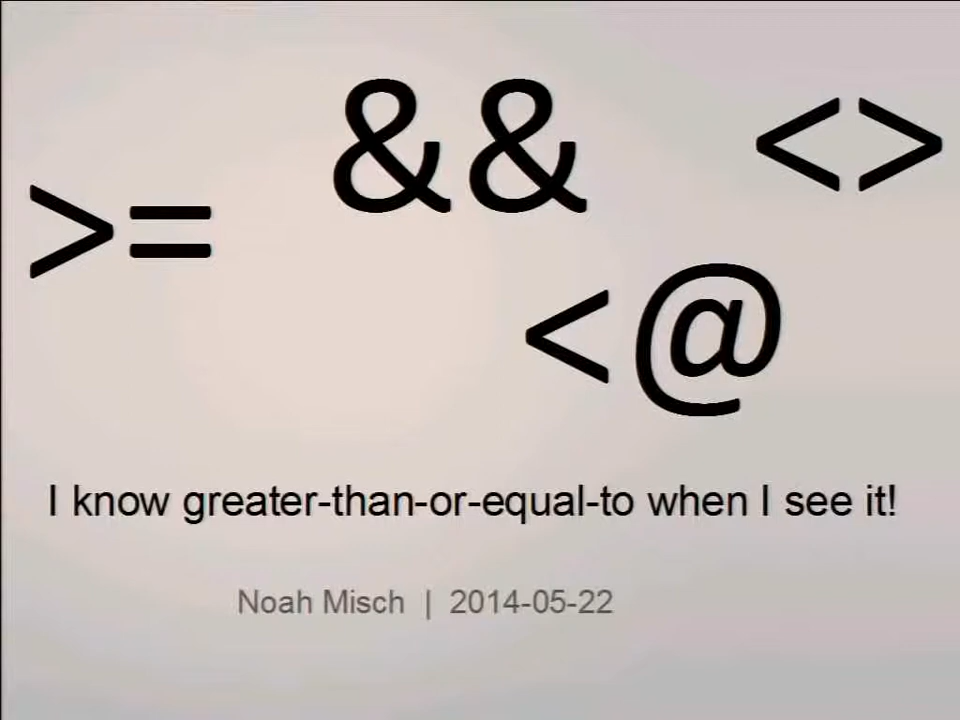 && <>
>=
<@
I know greater-than-or-equal-to when I see it!
Noah Misch | 2014-05-22